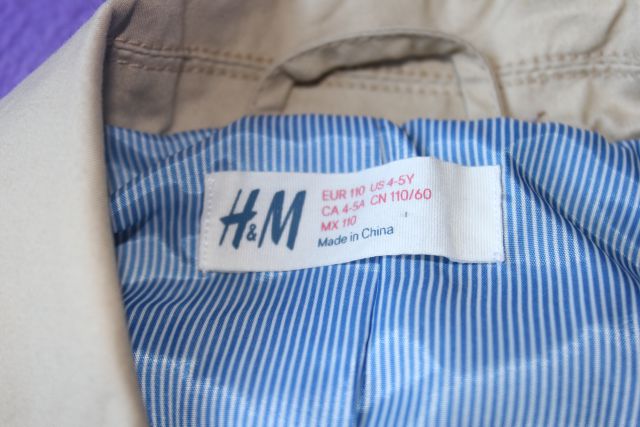 H&M
EUR 110 US 4-5Y
CA 4-5A CN 110/60
MX 110
Made in China